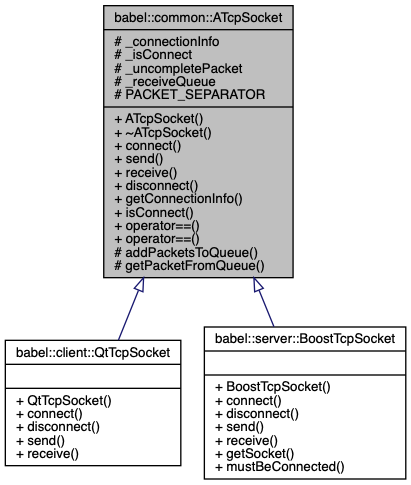 babel::common::ATcpSocket
# _connectionInfo
# _isConnect
# _uncompletePacket
# _receiveQueue
# PACKET_SEPARATOR
+ ATcpSocket()
+ ~ATcpSocket()
+ connect()
+ send()
+ receive()
+ disconnect()
+ getConnectionInfo()
+ isConnect()
+ operator==()
+ operator==()
# addPacketsToQueue()
# getPacketFromQueue()
babel::client::QtTcpSocket
+ QtTcpSocket()
+ connect()
+ disconnect()
+ send()
+ receive()
babel::server::BoostTcpSocket
+ BoostTcpSocket()
+ connect()
+ disconnect()
+ send()
+ receive()
+ getSocket()
+ mustBeConnected()